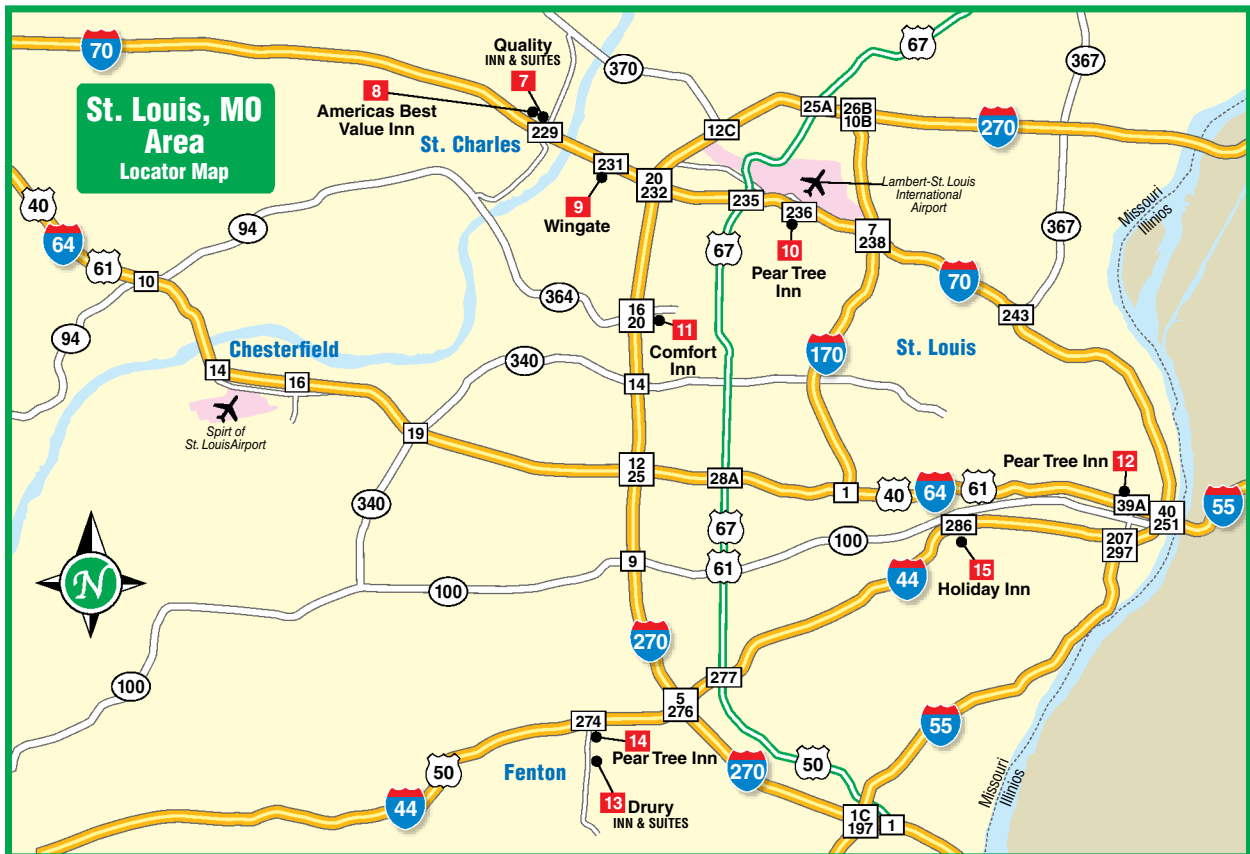 St. Louis, MO
Area
Locator Map
70
Quality
INN & SUITES
7
8
Americas Best
Value Inn
229
St. Charles
370
67
367
25A
26B
10B
270
12C
231
20
232
9
Wingate
235
236
Lambert-St. Louis
International
Airport
7
238
10
Pear Tree
Inn
67
70
367
Missouri
Illinios
40
64
61
94
10
94
364
16
20
11
Comfort
Inn
243
170
St. Louis
Chesterfield
14
16
340
14
Spirt of
St. LouisAirport
19
12
25
28A
1
40
64
61
Pear Tree Inn
12
39A
40
251
55
340
67
100
286
207
297
N
9
61
44
15
Holiday Inn
100
270
100
277
5
276
274
14
Pear Tree Inn
55
50
Fenton
270
50
13
Drury
INN & SUITES
44
1C
197
1
Missouri
Illinios